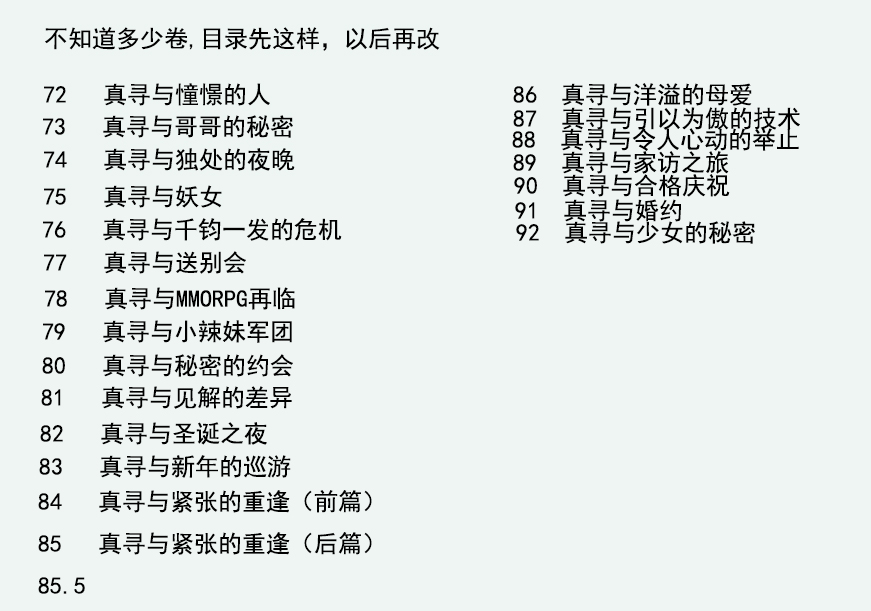 不知道多少卷,目录先这样，以后再改
72 真寻与憧憬的人
73 真寻与哥哥的秘密
74 真寻与独处的夜晚
75 真寻与妖女
76 真寻与千钧一发的危机
77 真寻与送别会
78 真寻与MMORPG再临
79 真寻与小辣妹军团
80 真寻与秘密的约会
81 真寻与见解的差异
82 真寻与圣诞之夜
83 真寻与新年的巡游
84 真寻与紧张的重逢（前篇）
85 真寻与紧张的重逢（后篇）
85.5
86 真寻与洋溢的母爱
87 真寻与引以为傲的技术
88 真寻与令人心动的举止
89 真寻与家访之旅
90 真寻与合格庆祝
91 真寻与婚约
92 真寻与少女的秘密